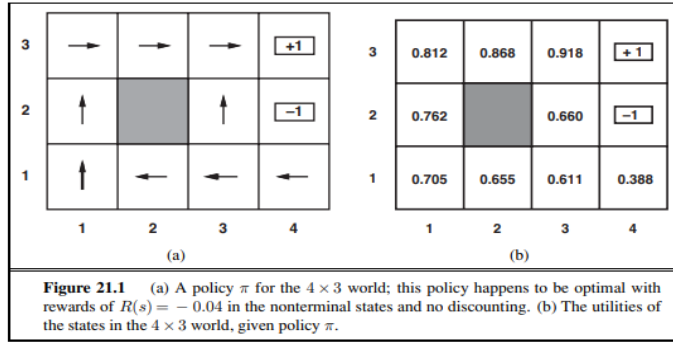 3 +1 3 0.812 0.868 0.918 + 1
2 −1 2 0.762 0.660 −1
1 1 0.705 0.655 0.611 0.388
1 2 3 4 1 2 3 4
(a) (b)
Figure 21.1 (a) A policy π for the 4 × 3 world; this policy happens to be optimal with
rewards of R(s) = − 0.04 in the nonterminal states and no discounting. (b) The utilities of
the states in the 4 × 3 world, given policy π.